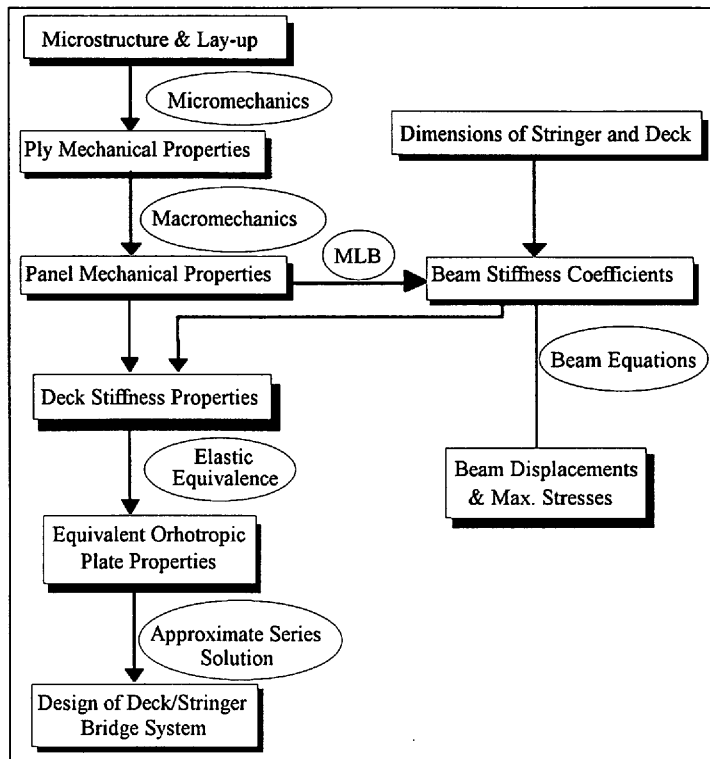 Microstructure & Lay-up
Micromechanics
Ply Mechanical Properties
Dimensions of Stringer and Deck
Macromechanics
MLB
Panel Mechanical Properties
Beam Stiffness Coefficients
Beam Equations
Deck Stiffness Properties
Elastic
Equivalence
Beam Displacements
& Max. Stresses
Equivalent Orhotropic
Plate Properties
Approximate Series
Solution
Design of Deck/Stringer
Bridge System